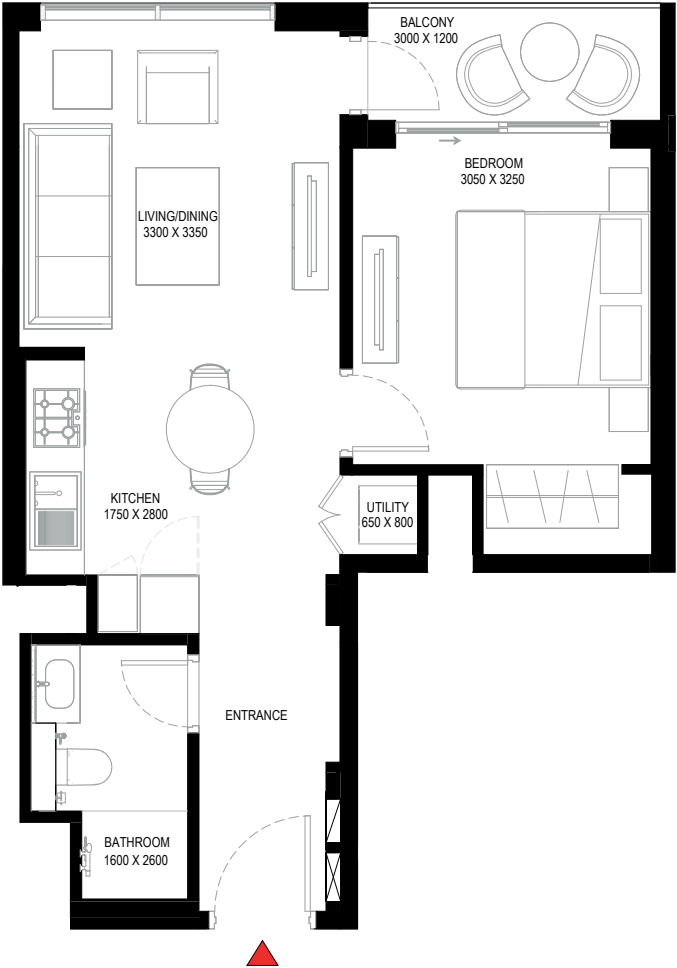 BALCONY
3000 X 1200
BEDROOM
3050 X 3250
LIVING/DINING
3300 X 3350
KITCHEN
1750 X 2800
UTILITY
650 X 800
ENTRANCE
BATHROOM
1600 X 2600